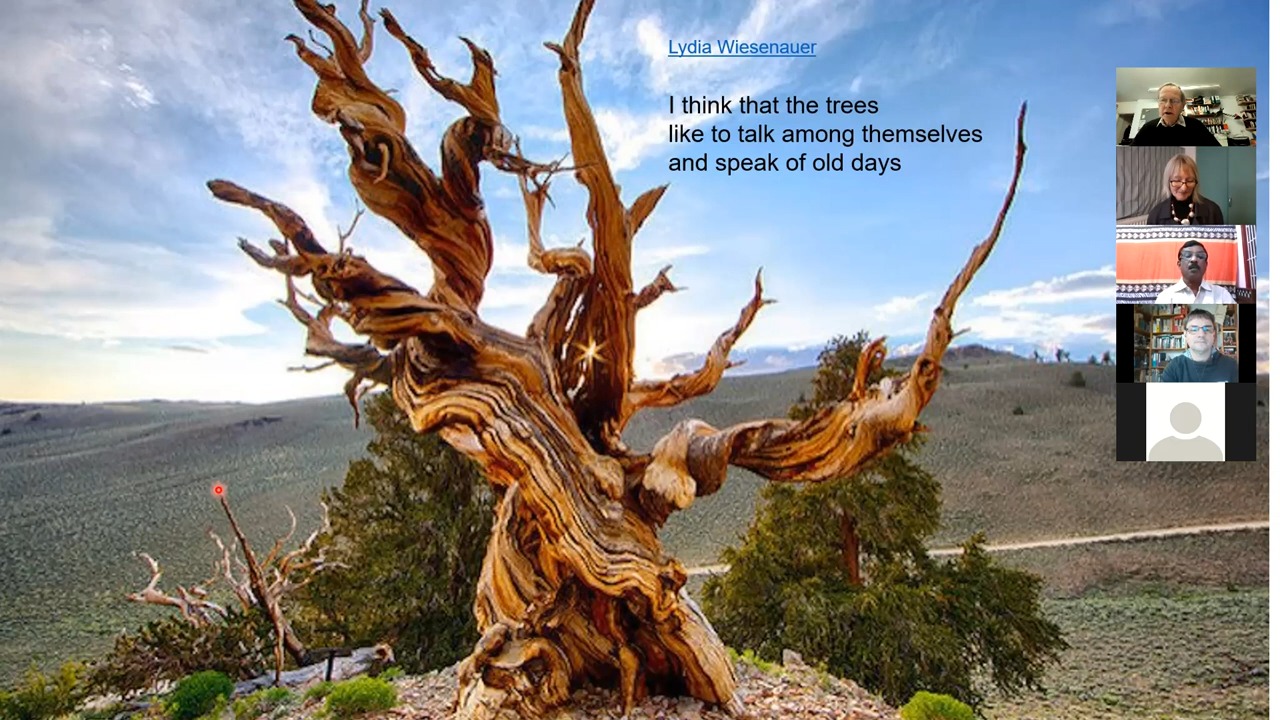 Lydia Wiesenauer
I think that the trees
like to talk among themselves
and speak of old days